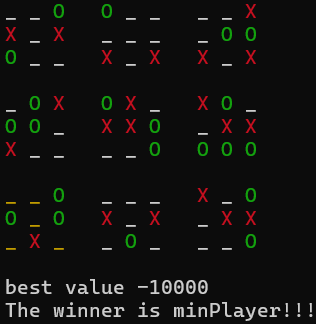 _ _ O O _ _ _ _ X
X _ X _ _ _ _ O O
O _ _ X _ X X _ X
_ O X O X _ X O _
O O _ X X O _ X X
X _ _ _ _ O O O O
_ _ O _ _ _ X _ O
O _ O X _ X _ X X
_ X _ _ O _ _ _ O
best value -10000
The winner is minPlayer!!!